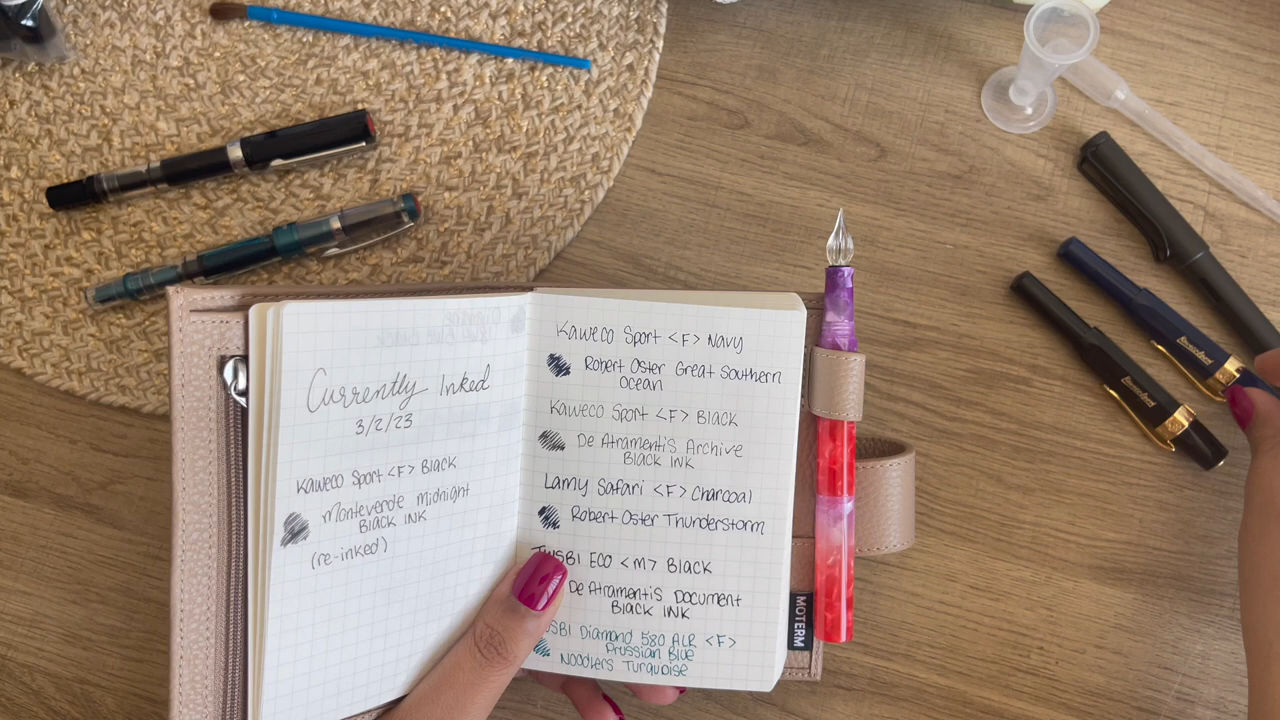 Currently Inked
3/2/23
Kaweco Sport <F> Black
Monteverde Midnight
Black Ink
(re-inked)
Kaweco Sport <F> Navy
Robert Oster Great Southern
Ocean
Kaweco Sport <F> Black
De Atramentis Archive
Black Ink
Lamy Safari <F> Charcoal
Robert Oster Thunderstorm
TWSBI ECO <M> Black
De Atramentis Document
Black Ink
Diamond 580 ALR <F>
Prussian Blue
Noodlers Turquoise
MOTERM